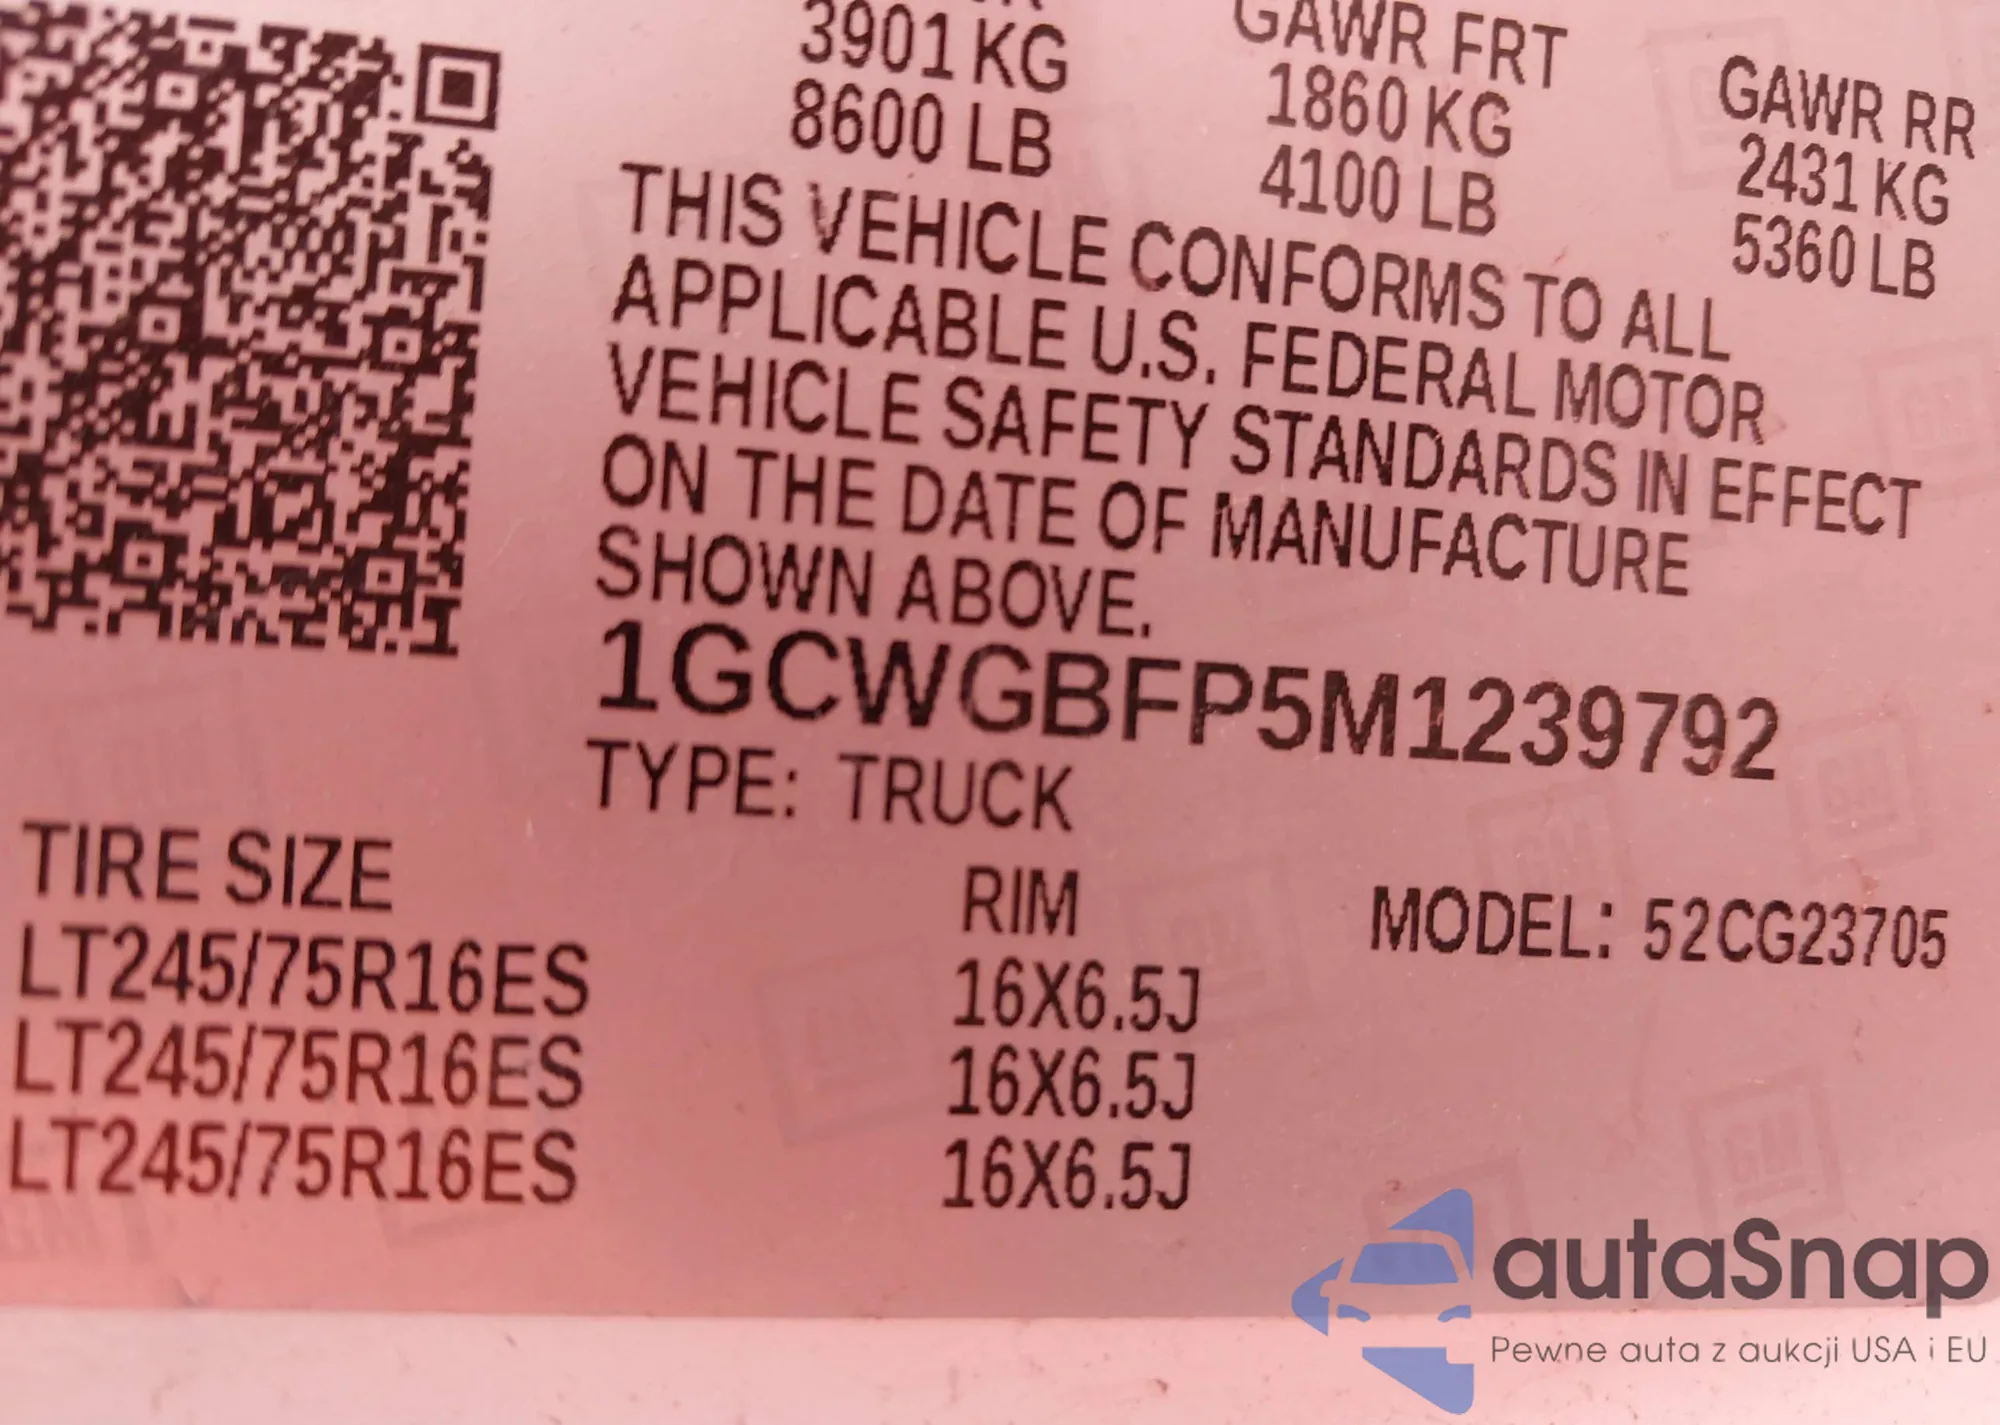 3901 KG
8600 LB
GAWR FRT
1860 KG
4100 LB
GAWR RR
2431 KG
5360 LB
THIS VEHICLE CONFORMS TO ALL
APPLICABLE U.S. FEDERAL MOTOR
VEHICLE SAFETY STANDARDS IN EFFECT
ON THE DATE OF MANUFACTURE
SHOWN ABOVE.
1GCWGBFP5M1239792
TYPE: TRUCK
TIRE SIZE
LT245/75R16ES
LT245/75R16ES
LT245/75R16ES
RIM
16X6.5J
16X6.5J
16X6.5J
MODEL: 52CG23705
autaSnap
Pewne auta z aukcji USA i EU